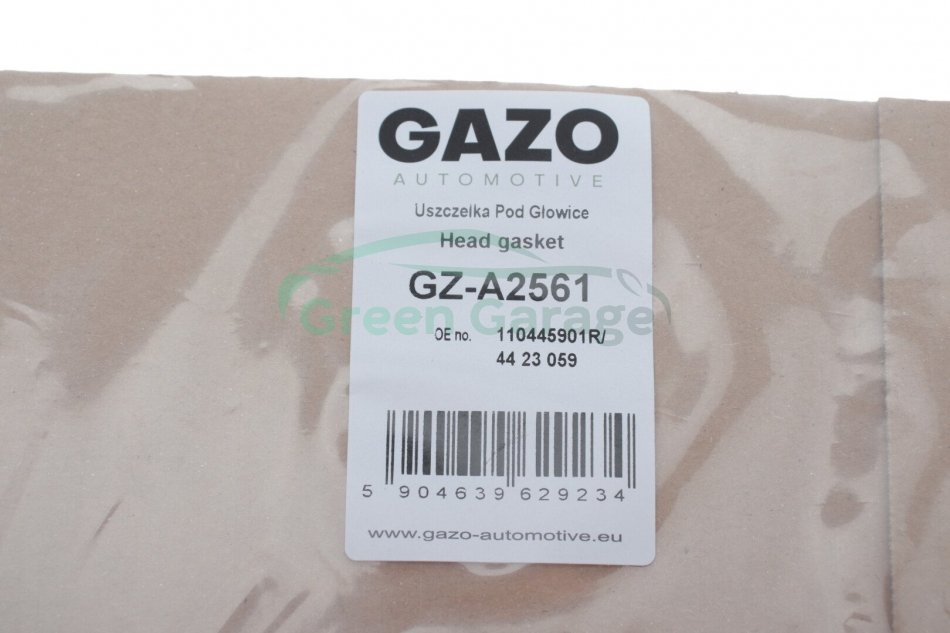 GAZO
AUTOMOTIVE
Uszczelka Pod Głowice
Head gasket
GZ-A2561
Green Garage
OE no. 110445901R/
44 23 059
5 904639 629234
www.gazo-automotive.eu